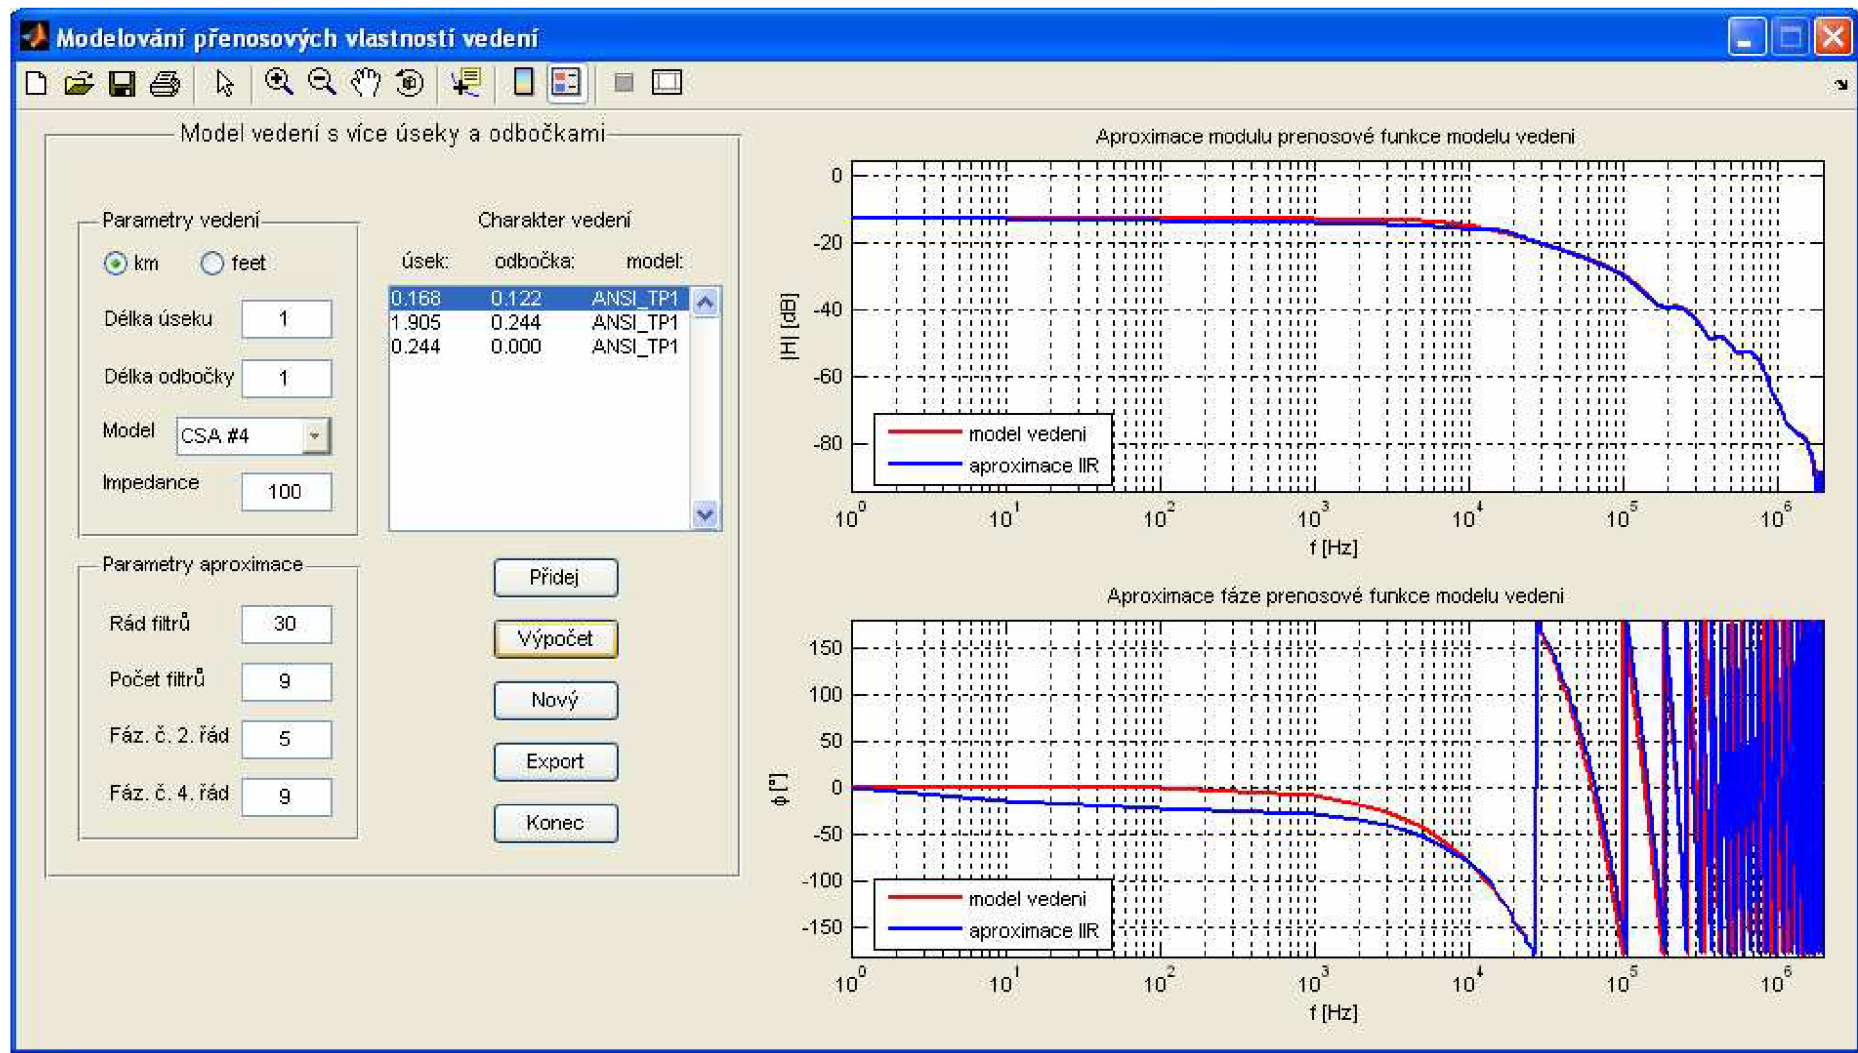 Modelování přenosových vlastností vedení
Model vedení s více úseky a odbočkami
Parametry vedení
km
feet
Délka úseku
1
Délka odbočky
1
Model
CSA #4
Impedance
100
Charakter vedení
úsek: odbočka: model:
0.168 0.122 ANSI_TP1
1.905 0.244 ANSI_TP1
0.244 0.000 ANSI_TP1
Parametry aproximace
Rád filtrů
30
Počet filtrů
9
Fáz. č. 2. řád
5
Fáz. č. 4. řád
9
Přidej
Výpočet
Nový
Export
Konec
Aproximace modulu prenosové funkce modelu vedeni
|H| [dB]
0
-20
-40
-60
-80
model vedeni
aproximace IIR
10^0 10^1 10^2 10^3 10^4 10^5 10^6
f [Hz]
Aproximace fáze prenosové funkce modelu vedeni
ϕ [°]
150
100
50
0
-50
-100
-150
model vedeni
aproximace IIR
10^0 10^1 10^2 10^3 10^4 10^5 10^6
f [Hz]